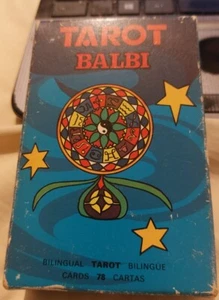 TAROT
BALBI
BILINGUAL TAROT BILINGÜE
CARDS 78 CARTAS